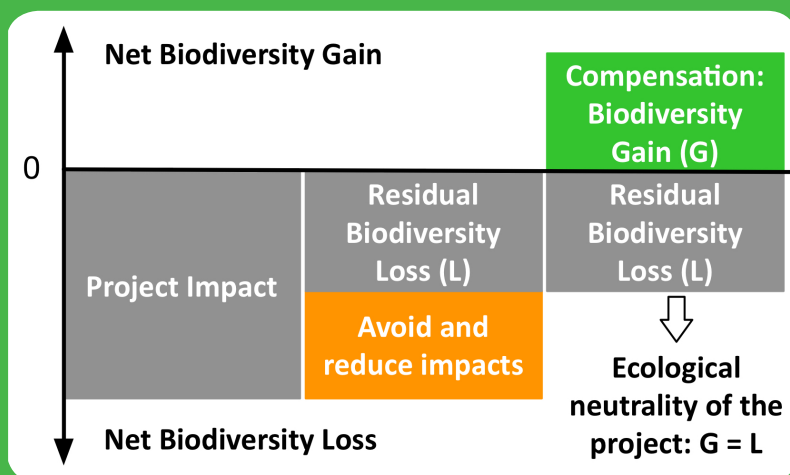 Net Biodiversity Gain
0
Project Impact
Residual
Biodiversity
Loss (L)
Avoid and
reduce impacts
Compensation:
Biodiversity
Gain (G)
Residual
Biodiversity
Loss (L)
Ecological
neutrality of the
project: G = L
Net Biodiversity Loss